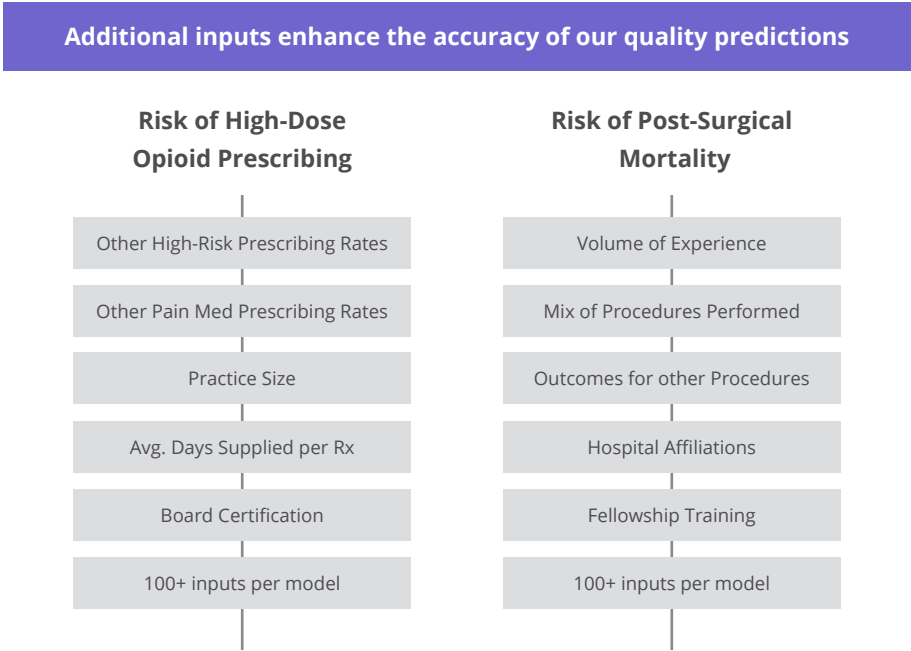 Additional inputs enhance the accuracy of our quality predictions
Risk of High-Dose
Opioid Prescribing
Other High-Risk Prescribing Rates
Other Pain Med Prescribing Rates
Practice Size
Avg. Days Supplied per Rx
Board Certification
100+ inputs per model
Risk of Post-Surgical
Mortality
Volume of Experience
Mix of Procedures Performed
Outcomes for other Procedures
Hospital Affiliations
Fellowship Training
100+ inputs per model